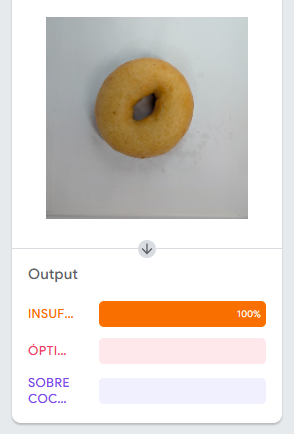 Output
INSUF...
100%
ÓPTI...
SOBRE
COC...